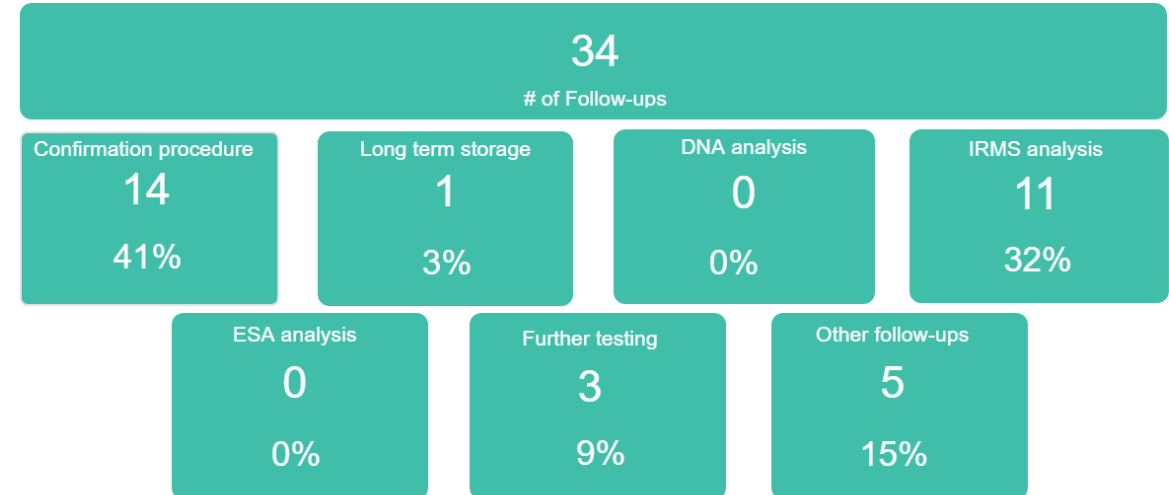 34
# of Follow-ups
Confirmation procedure
14
41%
Long term storage
1
3%
DNA analysis
0
0%
IRMS analysis
11
32%
ESA analysis
0
0%
Further testing
3
9%
Other follow-ups
5
15%